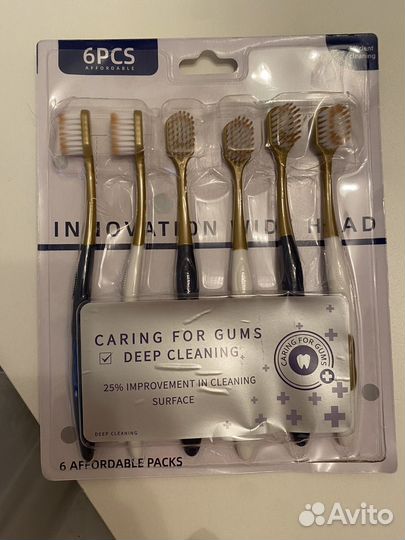 6PCS
AFFORDABLE
cleaning
INNOVATION WIDE HEAD
CARING FOR GUMS
DEEP CLEANING
25% IMPROVEMENT IN CLEANING
SURFACE
CARING FOR GUMS
DEEP CLEANING
6 AFFORDABLE PACKS
Avito